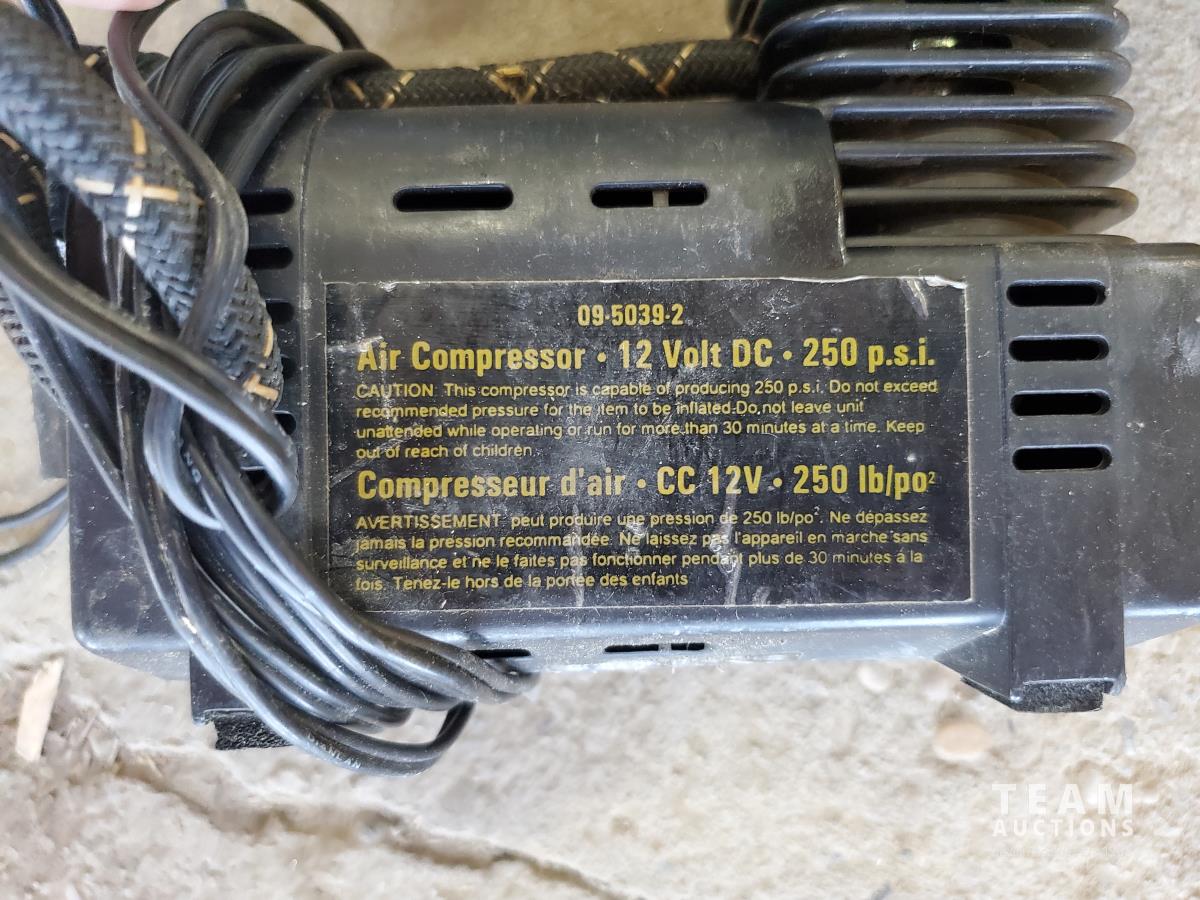 09-5039-2
Air Compressor • 12 Volt DC • 250 p.s.i.
CAUTION This compressor is capable of producing 250 p.s.i. Do not exceed
recommended pressure for the item to be inflated. Do not leave unit
unattended while operating or run for more than 30 minutes at a time. Keep
out of reach of children.
Compresseur d'air • CC 12V • 250 lb/po²
AVERTISSEMENT peut produire une pression de 250 lb/po². Ne dépassez
jamais la pression recommandée. Ne laissez pas l'appareil en marche sans
surveillance et ne le faites pas fonctionner pendant plus de 30 minutes à la
fois. Tenez-le hors de la portée des enfants
TEAM
AUCTIONS